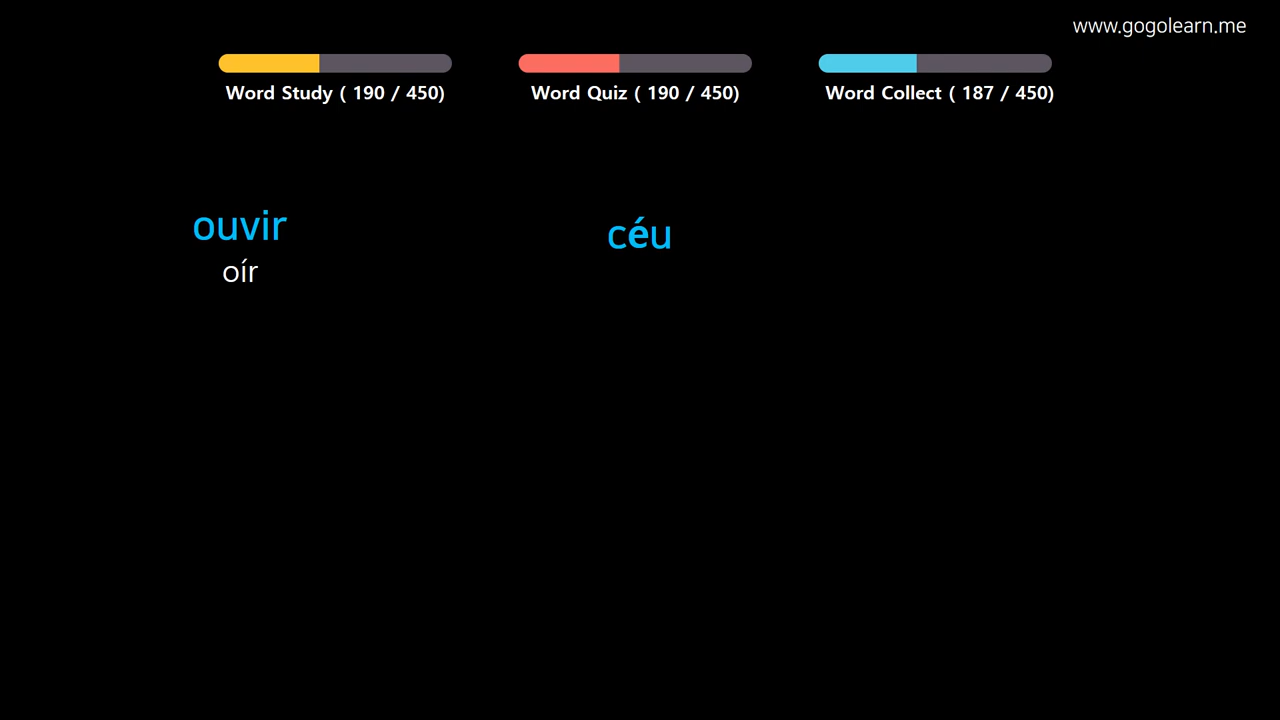 www.gogolearn.me
Word Study ( 190 / 450)
Word Quiz ( 190 / 450)
Word Collect ( 187 / 450)
ouvir
oír
céu